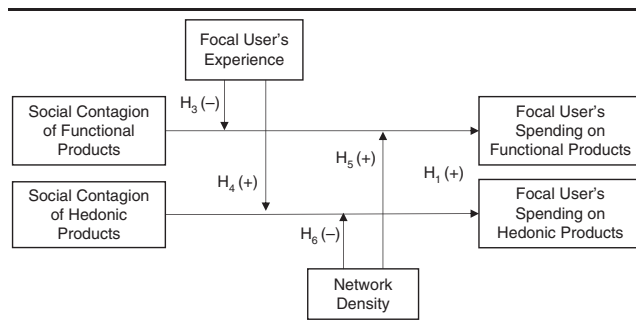 Focal User's
Experience
H3 (–)
Social Contagion
of Functional
Products
Focal User's
Spending on
Functional Products
H5 (+)
H4 (+)
H1 (+)
Social Contagion
of Hedonic
Products
Focal User's
Spending on
Hedonic Products
H6 (–)
Network
Density